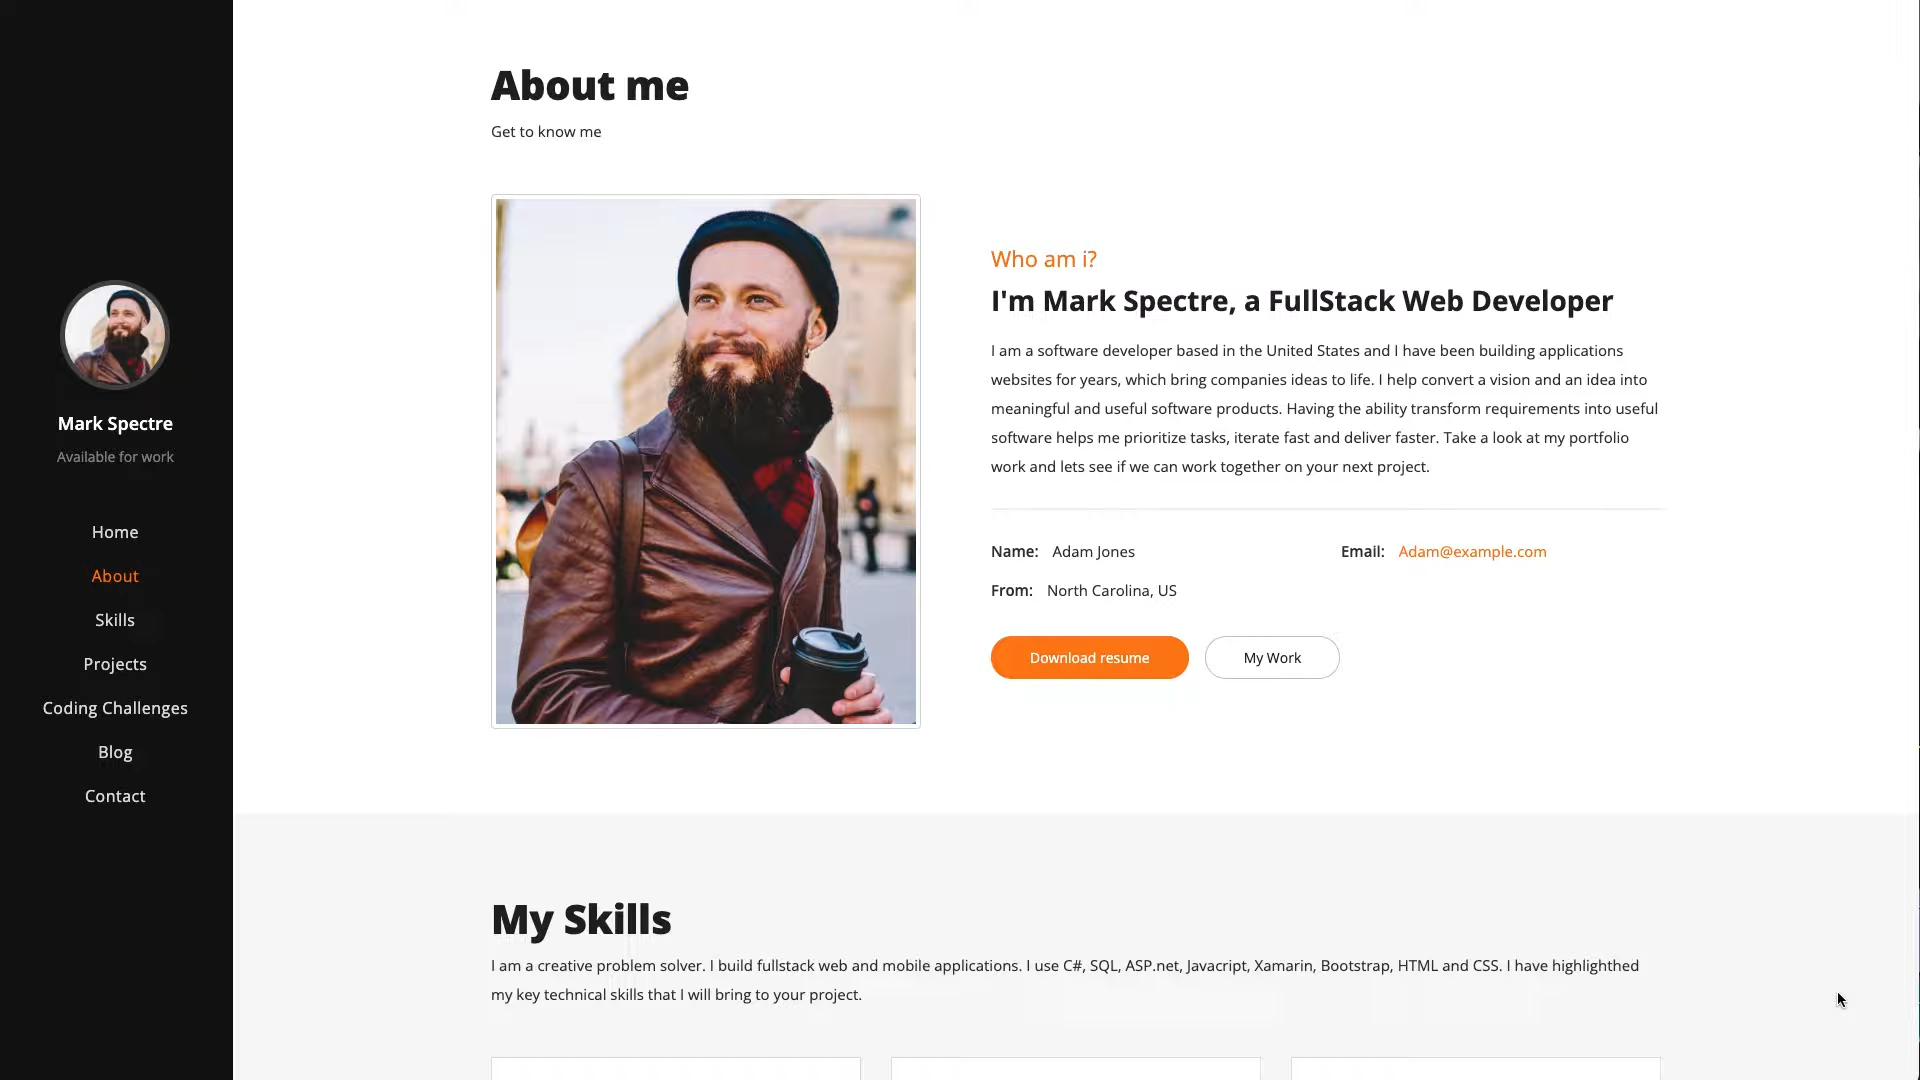 Mark Spectre
Available for work
Home
About
Skills
Projects
Coding Challenges
Blog
Contact
About me
Get to know me
Who am i?
I'm Mark Spectre, a FullStack Web Developer
I am a software developer based in the United States and I have been building applications
websites for years, which bring companies ideas to life. I help convert a vision and an idea into
meaningful and useful software products. Having the ability transform requirements into useful
software helps me prioritize tasks, iterate fast and deliver faster. Take a look at my portfolio
work and lets see if we can work together on your next project.
Name: Adam Jones
Email: Adam@example.com
From: North Carolina, US
Download resume
My Work
My Skills
I am a creative problem solver. I build fullstack web and mobile applications. I use C#, SQL, ASP.net, Javacript, Xamarin, Bootstrap, HTML and CSS. I have highlighthed
my key technical skills that I will bring to your project.